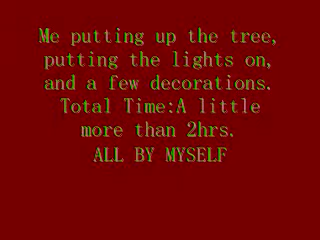 Me putting up the tree,
putting the lights on,
and a few decorations.
Total Time:A little
more than 2hrs.
ALL BY MYSELF